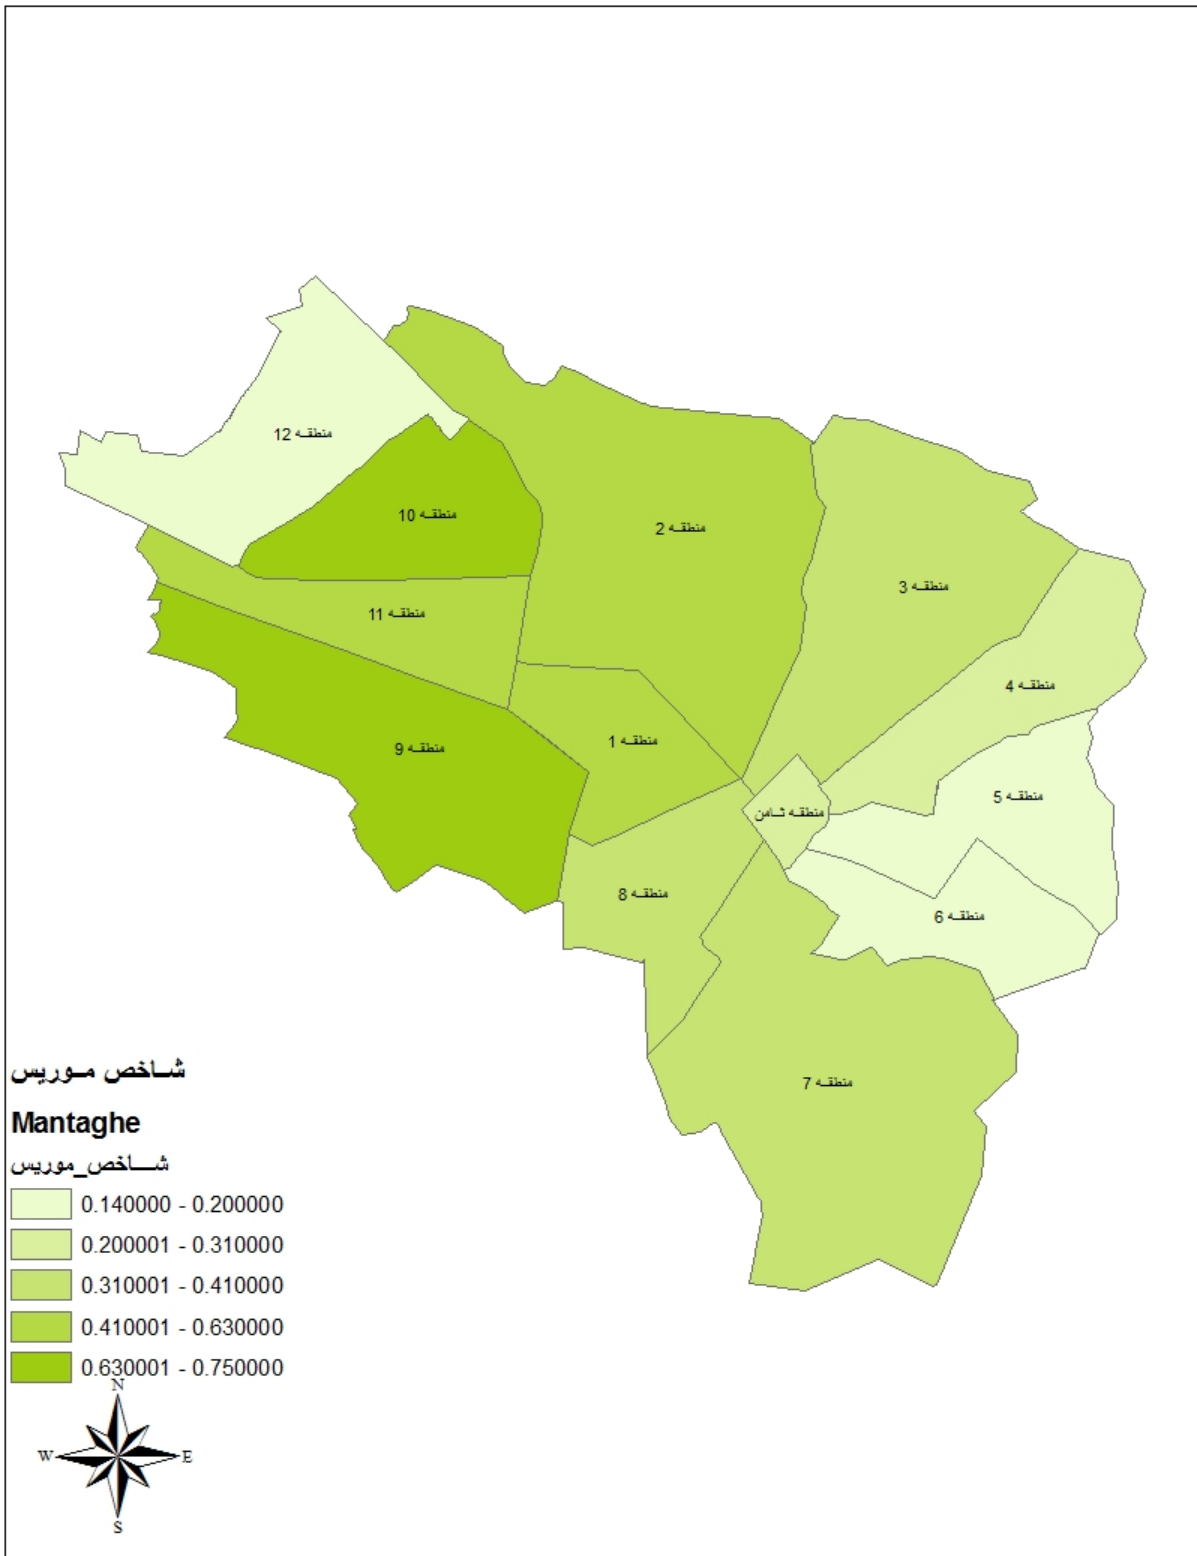 منطقه 12
منطقه 10
منطقه 2
منطقه 3
منطقه 11
منطقه 4
منطقه 1
منطقه 9
منطقه 5
منطقه ثامن
منطقه 8
منطقه 6
منطقه 7
شاخص موریس
Mantaghe
شاخص_موریس
0.140000 - 0.200000
0.200001 - 0.310000
0.310001 - 0.410000
0.410001 - 0.630000
0.630001 - 0.750000
N
W E
S